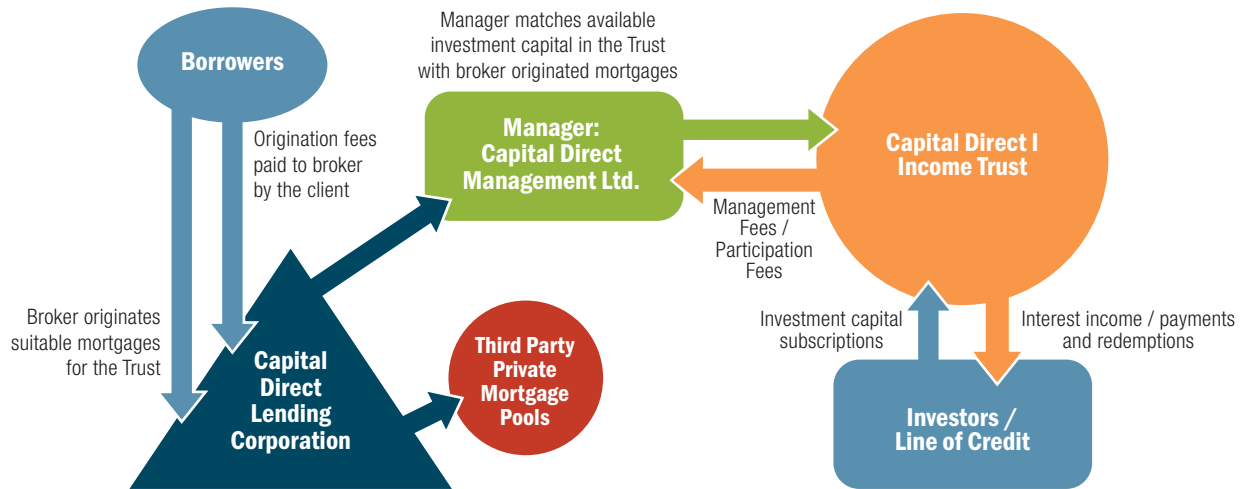 Borrowers
Origination fees
paid to broker
by the client
Broker originates
suitable mortgages
for the Trust
Capital
Direct
Lending
Corporation
Third Party
Private
Mortgage
Pools
Manager matches available
investment capital in the Trust
with broker originated mortgages
Manager:
Capital Direct
Management Ltd.
Management
Fees /
Participation
Fees
Capital Direct I
Income Trust
Investment capital
subscriptions
Interest income / payments
and redemptions
Investors /
Line of Credit